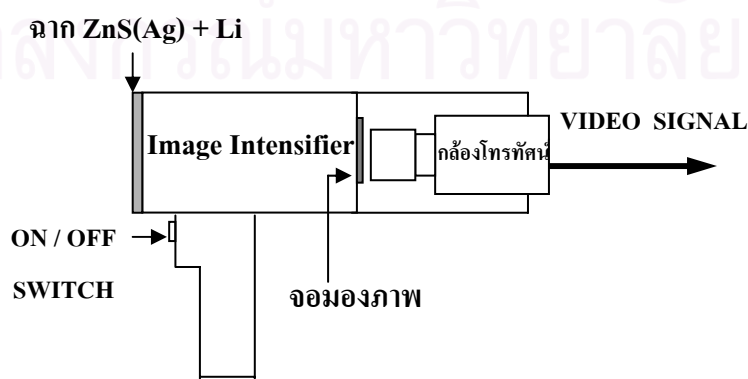 ฉาก ZnS(Ag) + Li
VIDEO SIGNAL
Image Intensifier
กล้องโทรทัศน์
ON / OFF
SWITCH
จอมองภาพ